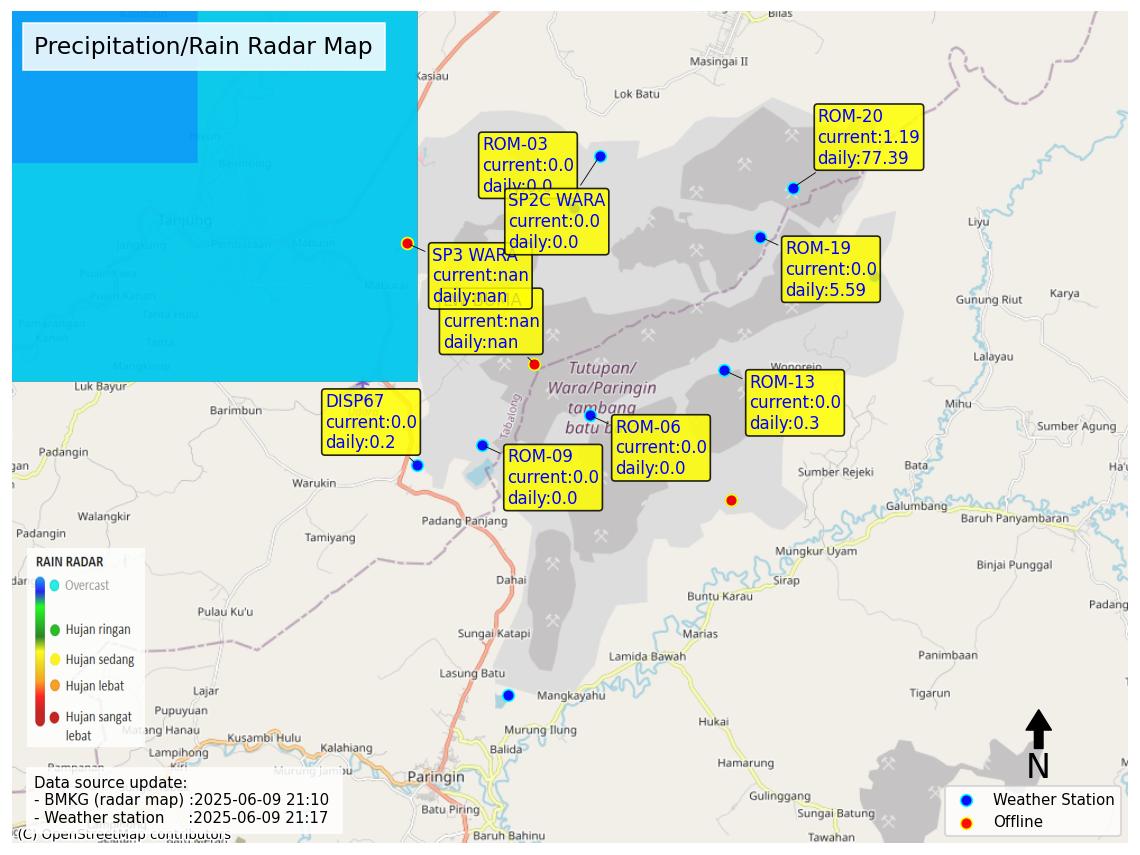 Precipitation/Rain Radar Map
Bilas
Kasiau
Masingai II
Lok Batu
ROM-20
current:1.19
daily:77.39
ROM-03
current:0.0
daily:0.0
SP2C WARA
current:0.0
daily:0.0
Tanjung
Liyu
SP3 WARA
current:nan
daily:nan
ROM-19
current:0.0
daily:5.59
Mabuun
Karya
Gunung Riut
current:nan
daily:nan
Lalayau
Tutupan/
Wara/Paringin
tambang
batu b
Wonorejo
Luk Bayur
Barimbun
Tabalong
DISP67
current:0.0
daily:0.2
ROM-13
current:0.0
daily:0.3
Mihu
Sumber Agung
ROM-06
current:0.0
daily:0.0
ROM-09
current:0.0
daily:0.0
Padangin
Warukin
Sumber Rejeki
Bata
Galumbang
Baruh Panyambaran
Walangkir
Padangin
Tamiyang
Padang Panjang
Mungkur Uyam
Binjai Punggal
Sirap
Dahai
Buntu Karau
Padang
RAIN RADAR
Overcast
Hujan ringan
Hujan sedang
Hujan lebat
Hujan sangat
lebat
Pulau Ku'u
Sungai Katapi
Marias
Lamida Bawah
Panimbaan
Lasung Batu
Lajar
Mangkayahu
Tigarun
Pupuyuan
Matang Hanau
Murung Ilung
Hukai
Kusambi Hulu
Kalahiang
Balida
Lampihong
Hamarung
Murung Jambu
Paringin
N
Gulinggang
Batu Piring
Sungai Batung
Baruh Bahinu
Tawahan
Data source update:
- BMKG (radar map) :2025-06-09 21:10
- Weather station :2025-06-09 21:17
(C) OpenStreetMap contributors
Weather Station
Offline